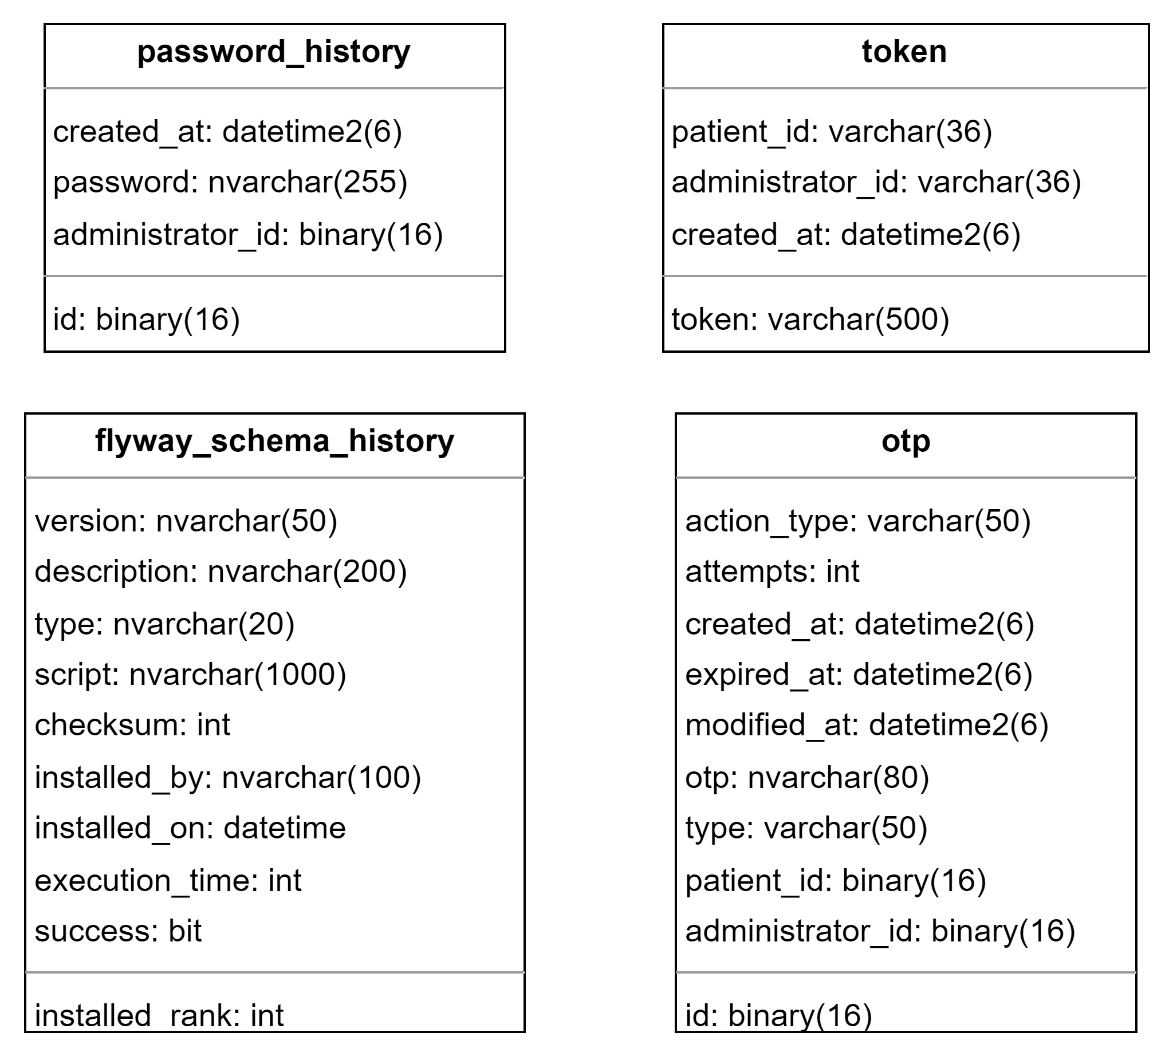 password_history
created_at: datetime2(6)
password: nvarchar(255)
administrator_id: binary(16)
id: binary(16)
token
patient_id: varchar(36)
administrator_id: varchar(36)
created_at: datetime2(6)
token: varchar(500)
flyway_schema_history
version: nvarchar(50)
description: nvarchar(200)
type: nvarchar(20)
script: nvarchar(1000)
checksum: int
installed_by: nvarchar(100)
installed_on: datetime
execution_time: int
success: bit
installed_rank: int
otp
action_type: varchar(50)
attempts: int
created_at: datetime2(6)
expired_at: datetime2(6)
modified_at: datetime2(6)
otp: nvarchar(80)
type: varchar(50)
patient_id: binary(16)
administrator_id: binary(16)
id: binary(16)